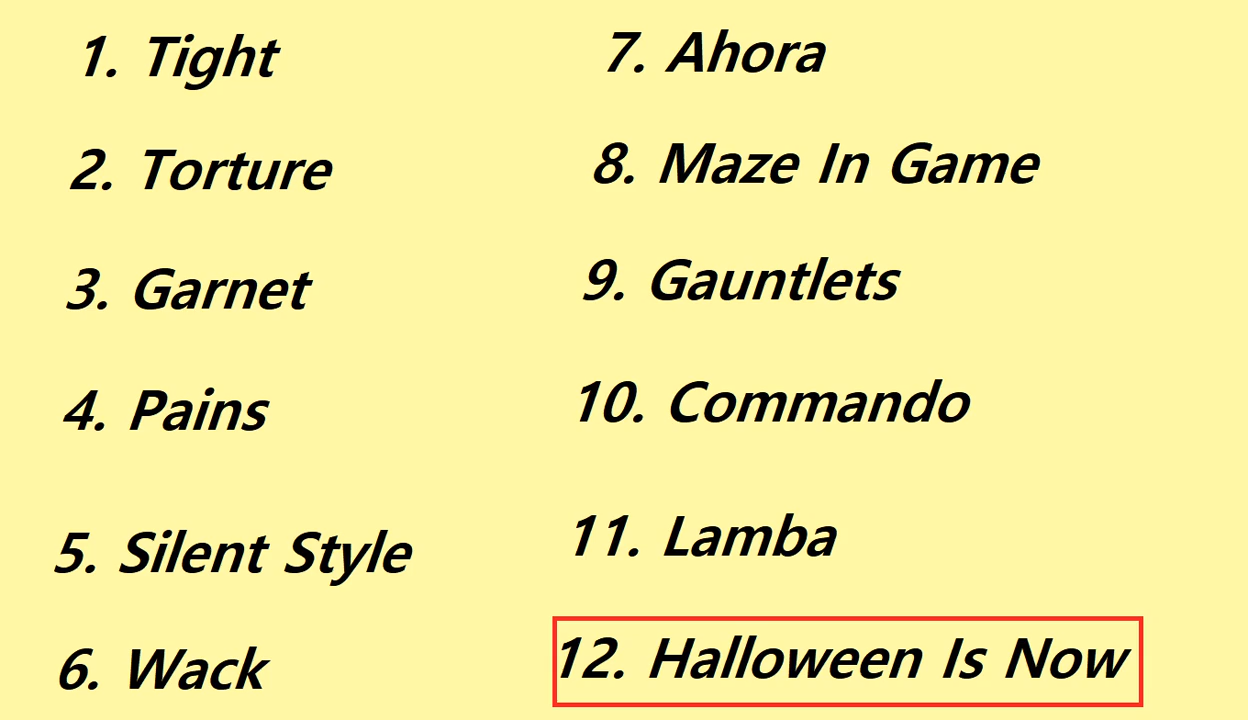 1. Tight
2. Torture
3. Garnet
4. Pains
5. Silent Style
6. Wack
7. Ahora
8. Maze In Game
9. Gauntlets
10. Commando
11. Lamba
12. Halloween Is Now